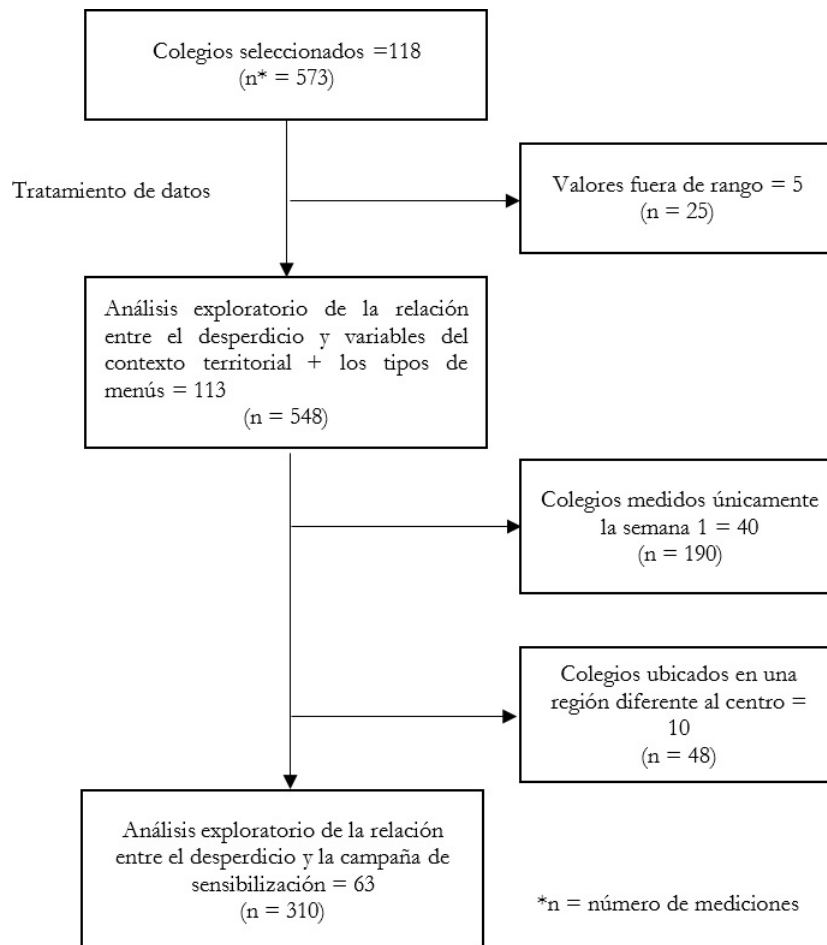 Colegios seleccionado =118
(n* = 573)
Tratamiento de datos
Valores fuera de rango = 5
(n = 25)
Análisis exploratorio de la relación
entre el desperdicio y variables del
contexto territorial + los tipos de
menús = 113
(n = 548)
Colegios medidos únicamente
la semana 1 = 40
(n = 190)
Colegios ubicados en una
región diferente al centro =
10
(n = 48)
Análisis exploratorio de la relación
entre el desperdicio y la campaña de
sensibilización = 63
(n = 310)
*n = número de mediciones